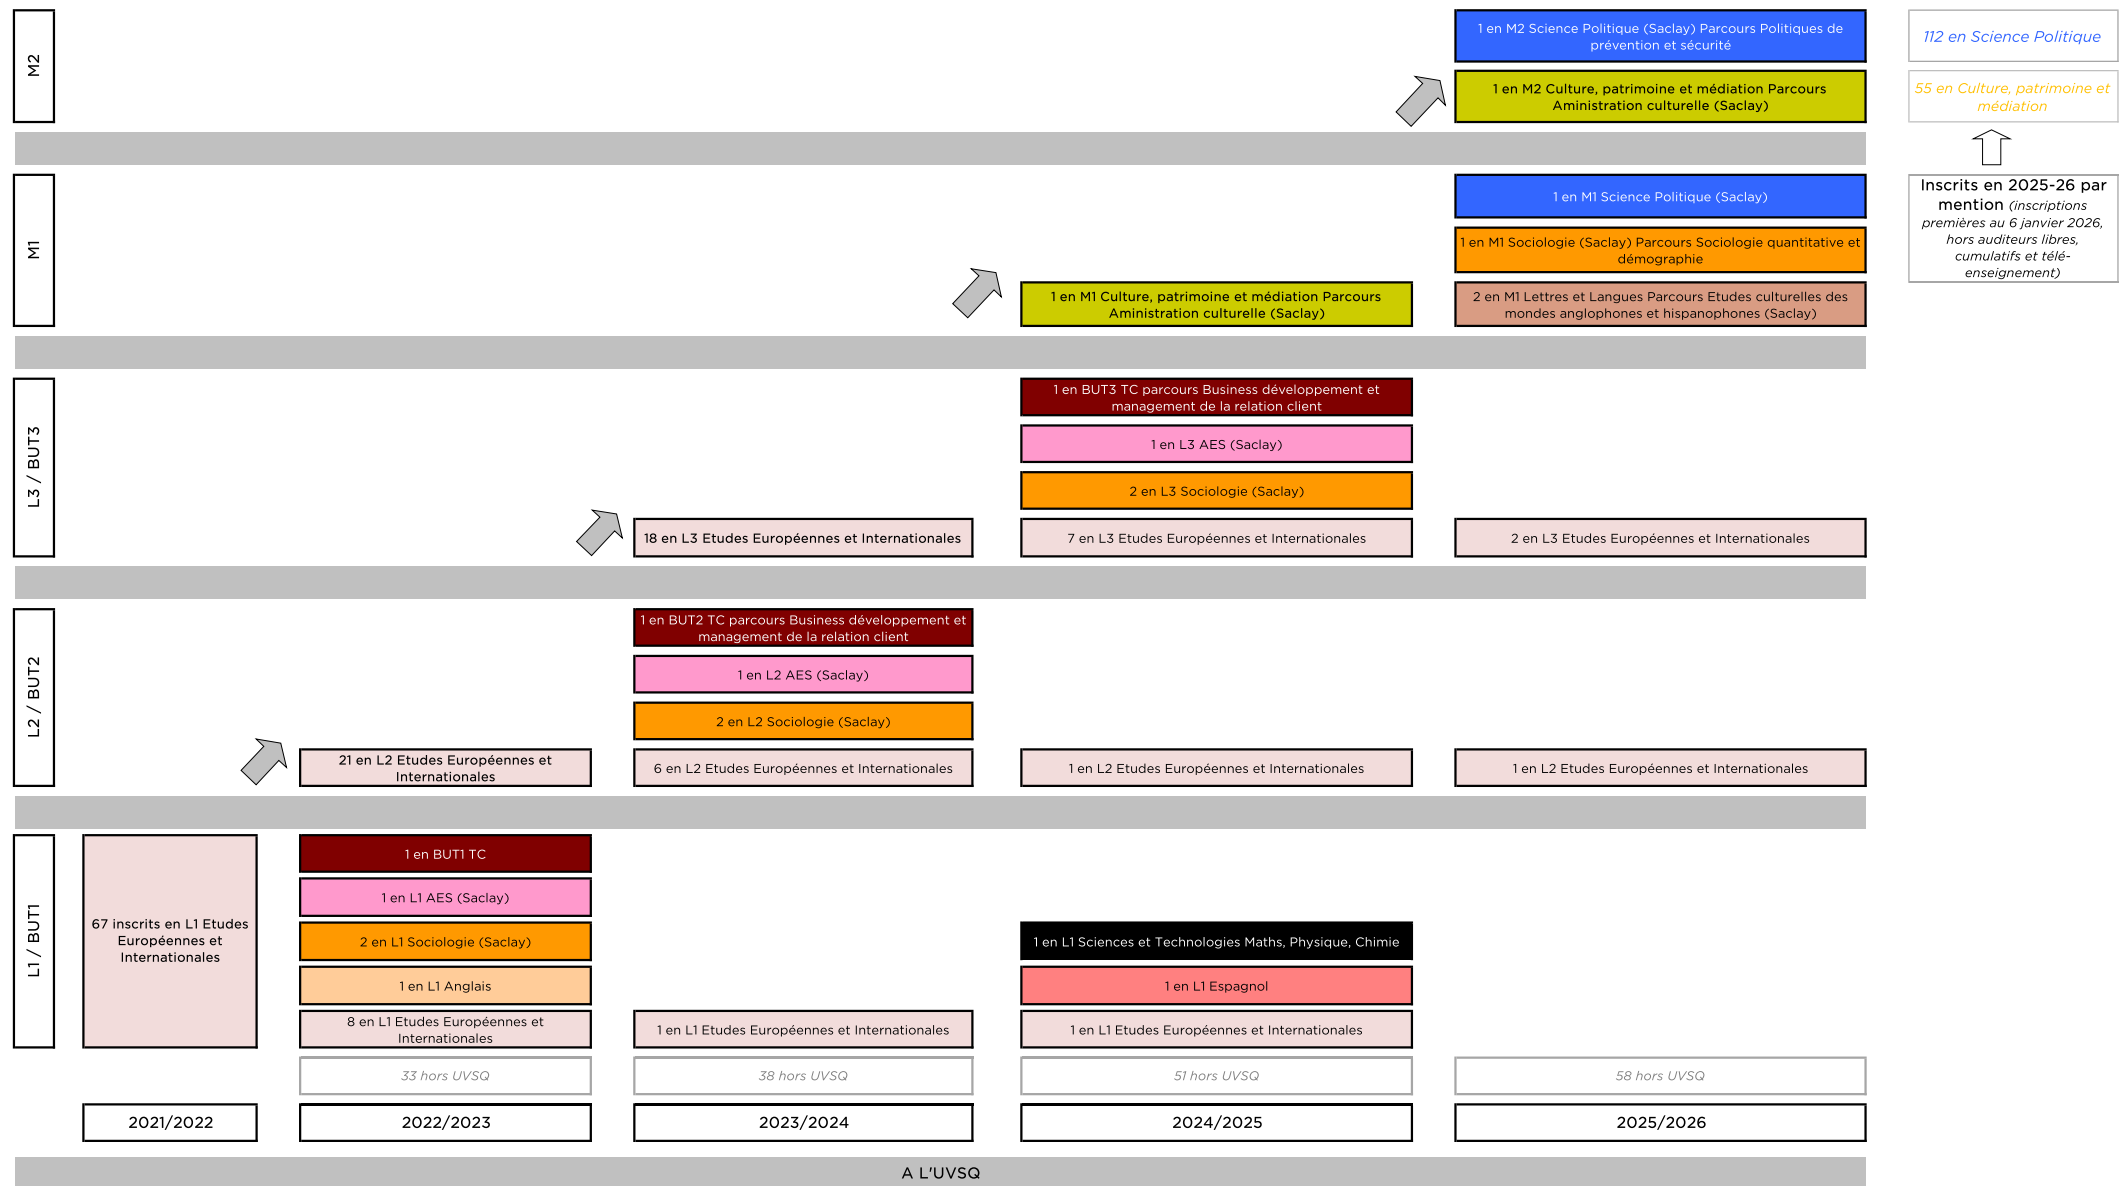 M2
1 en M2 Science Politique (Saclay) Parcours Politiques de
prévention et sécurité
112 en Science Politique
1 en M2 Culture, patrimoine et médiation Parcours
Aministration culturelle (Saclay)
55 en Culture, patrimoine et
médiation
M1
1 en M1 Science Politique (Saclay)
1 en M1 Sociologie (Saclay) Parcours Sociologie quantitative et
démographie
1 en M1 Culture, patrimoine et médiation Parcours
Aministration culturelle (Saclay)
2 en M1 Lettres et Langues Parcours Etudes culturelles des
mondes anglophones et hispanophones (Saclay)
Inscrits en 2025-26 par
mention (inscriptions
premières au 6 janvier 2026,
hors auditeurs libres,
cumulatifs et télé-
enseignement)
L3 / BUT3
1 en BUT3 TC parcours Business développement et
management de la relation client
1 en L3 AES (Saclay)
2 en L3 Sociologie (Saclay)
18 en L3 Etudes Européennes et Internationales
7 en L3 Etudes Européennes et Internationales
2 en L3 Etudes Européennes et Internationales
L2 / BUT2
1 en BUT2 TC parcours Business développement et
management de la relation client
1 en L2 AES (Saclay)
2 en L2 Sociologie (Saclay)
21 en L2 Etudes Européennes et
Internationales
6 en L2 Etudes Européennes et Internationales
1 en L2 Etudes Européennes et Internationales
1 en L2 Etudes Européennes et Internationales
L1 / BUT1
67 inscrits en L1 Etudes
Européennes et
Internationales
1 en BUT1 TC
1 en L1 AES (Saclay)
2 en L1 Sociologie (Saclay)
1 en L1 Anglais
8 en L1 Etudes Européennes et
Internationales
1 en L1 Etudes Européennes et Internationales
1 en L1 Sciences et Technologies Maths, Physique, Chimie
1 en L1 Espagnol
1 en L1 Etudes Européennes et Internationales
33 hors UVSQ
38 hors UVSQ
51 hors UVSQ
58 hors UVSQ
2021/2022
2022/2023
2023/2024
2024/2025
2025/2026
A L'UVSQ